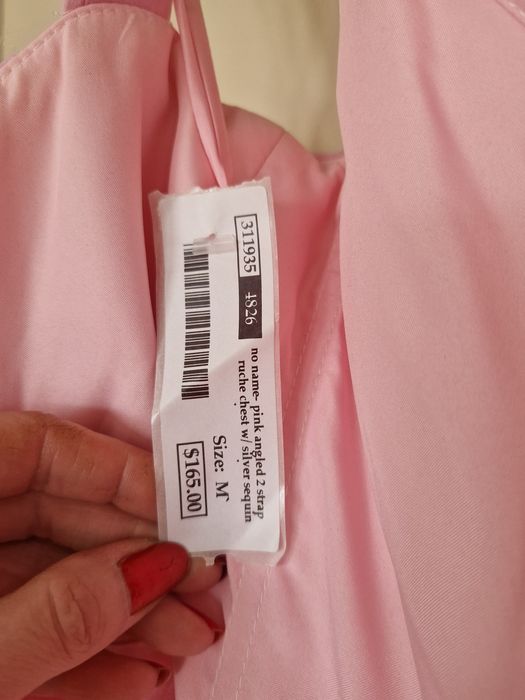 311935 4826
no name- pink angled 2 strap
ruche chest w/ silver sequin
Size: M
$165.00